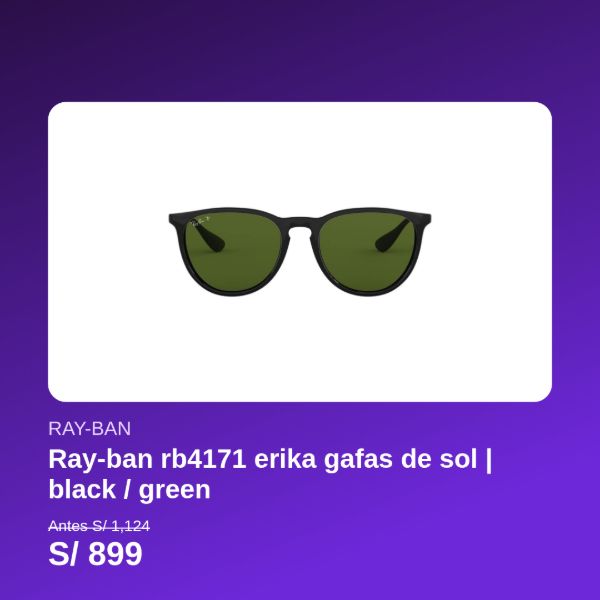 RAY-BAN
Ray-ban rb4171 erika gafas de sol |
black / green
Antes S/ 1,124
S/ 899